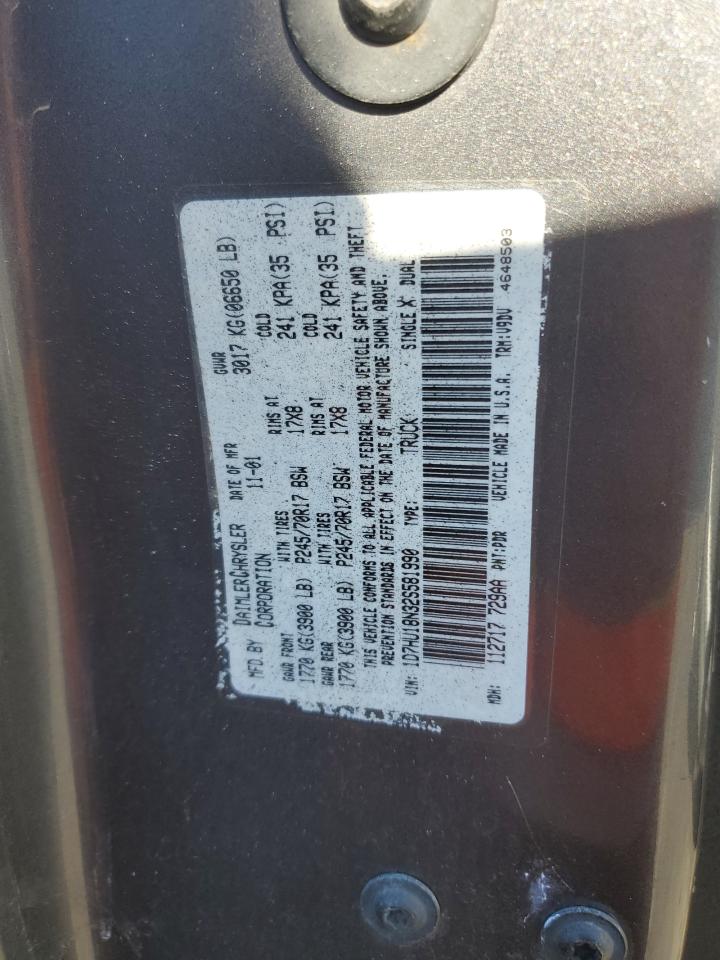 MFD.BY DAIMLERCHRYSLER CORPORATION
DATE OF MFR 11-01
GVWR 3017 KG(06650 LB)
GAWR FRONT WITH TIRES RIMS AT COLD
1770 KG(3900 LB) P245/70R17 BSW 17X8 241 KPA(35 PSI)
GAWR REAR WITH TIRES RIMS AT COLD
1770 KG(3900 LB) P245/70R17 BSW 17X8 241 KPA(35 PSI)
THIS VEHICLE CONFORMS TO ALL APPLICABLE FEDERAL MOTOR VEHICLE SAFETY AND THEFT
PREVENTION STANDARDS IN EFFECT ON THE DATE OF MANUFACTURE SHOWN ABOVE.
VIN: 1D7HU18N32S581990 TYPE: TRUCK SINGLE X DUAL
MDH: 112717 729AA PNT:PDR VEHICLE MADE IN U.S.A. TRM:V9DV
4648503